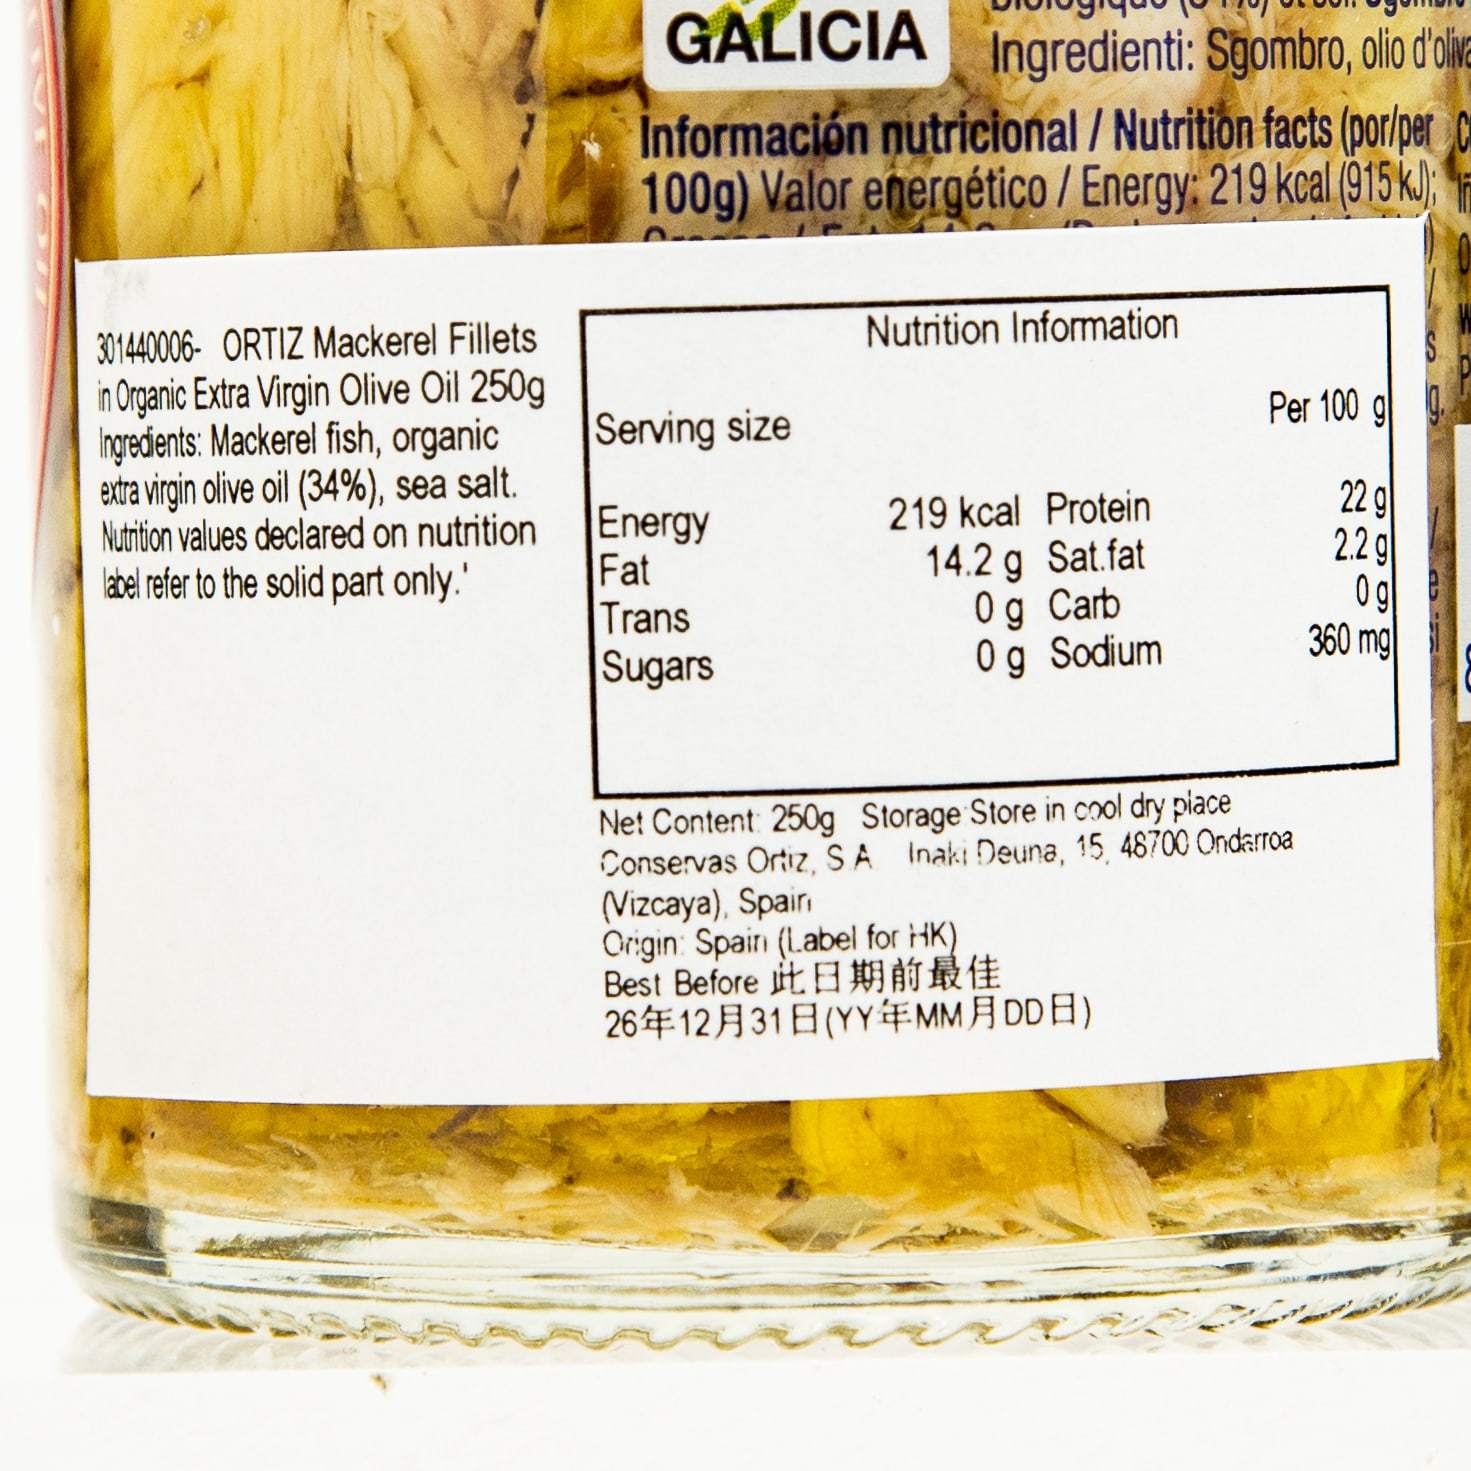 GALICIA
Ingredienti: Sgombro, olio d'oliva
Información nutricional / Nutrition facts (por/per
100g) Valor energético / Energy: 219 kcal (915 kJ);
301440006- ORTIZ Mackerel Fillets
in Organic Extra Virgin Olive Oil 250g
Ingredients: Mackerel fish, organic
extra virgin olive oil (34%), sea salt.
Nutrition values declared on nutrition
label refer to the solid part only.'
Nutrition Information
Serving size Per 100 g
Energy 219 kcal Protein 22 g
Fat 14.2 g Sat.fat 2.2 g
Trans 0 g Carb 0 g
Sugars 0 g Sodium 360 mg
Net Content: 250g Storage:Store in cool dry place
Conservas Ortiz, S.A. Inaki Deuna, 15, 48700 Ondarroa
(Vizcaya), Spain
Origin: Spain (Label for HK)
Best Before 此日期前最佳
26年12月31日(YY年MM月DD日)